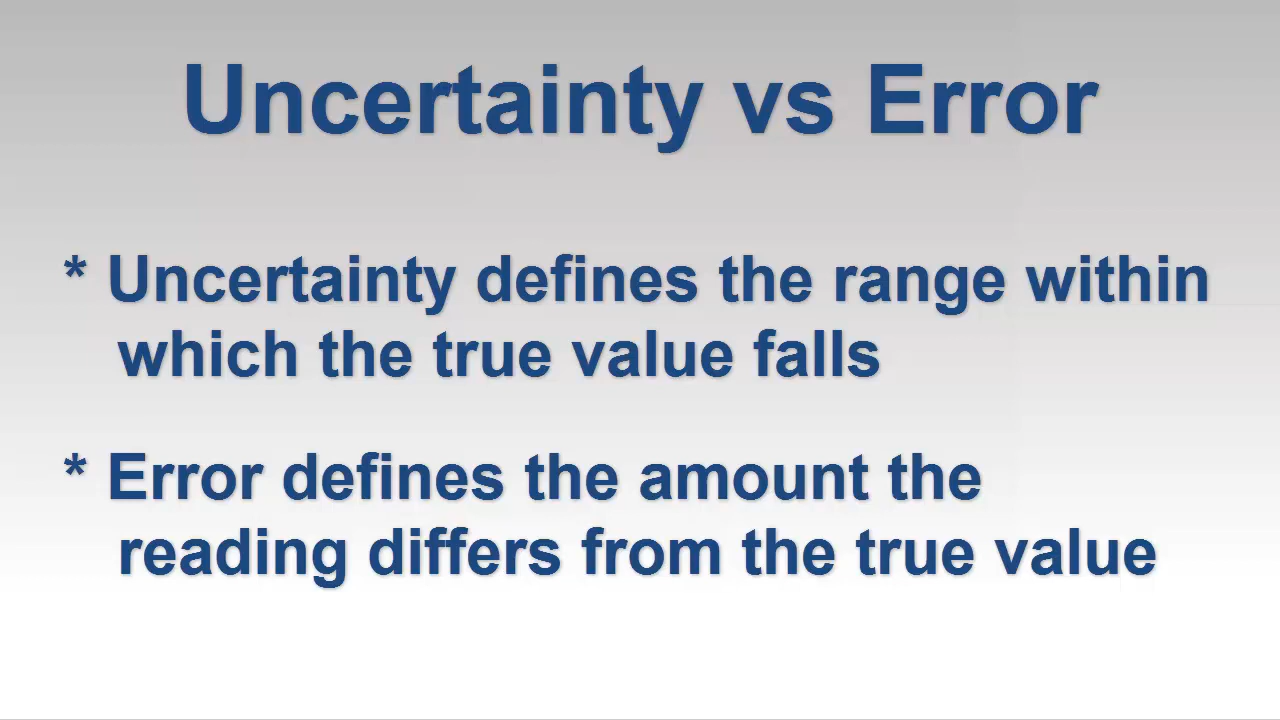 Uncertainty vs Error
* Uncertainty defines the range within
which the true value falls
* Error defines the amount the
reading differs from the true value